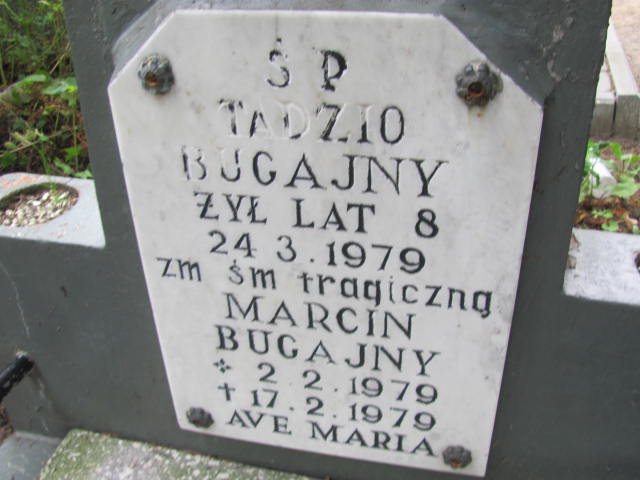 Ś P
TADZIO
BUGAJNY
ŻYŁ LAT 8
24 3. 1979
zm śm tragiczną
MARCIN
BUGAJNY
* 2. 2. 1979
† 17. 2. 1979
AVE MARIA